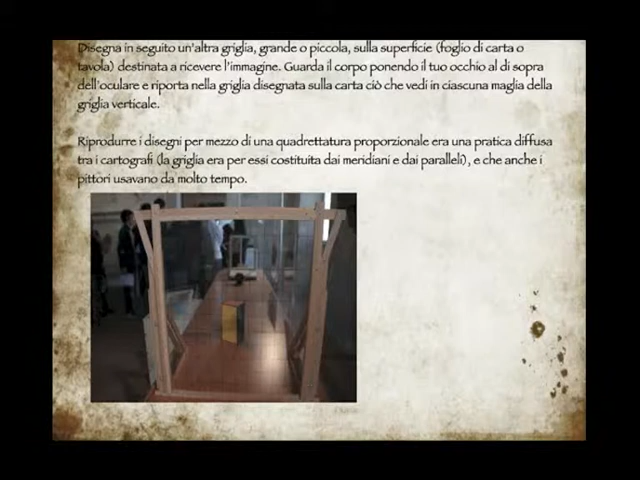 Disegna in seguito un'altra griglia, grande o piccola, sulla superficie (foglio di carta o
tavola) destinata a ricevere l'immagine. Guarda il corpo ponendo il tuo occhio al di sopra
dell'oculare e riporta nella griglia disegnata sulla carta ciò che vedi in ciascuna maglia della
griglia verticale.
Riprodurre i disegni per mezzo di una quadrettatura proporzionale era una pratica diffusa
tra i cartografi (la griglia era per essi costituita dai meridiani e dai paralleli), e che anche i
pittori usavano da molto tempo.